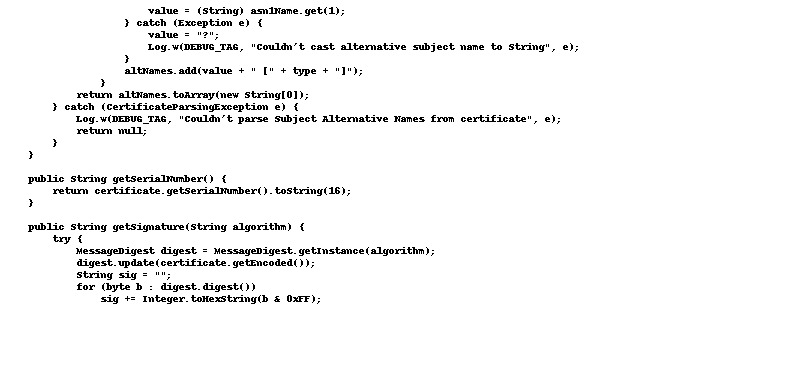 value = (String) asn1Name.get(1);
} catch (Exception e) {
value = "?";
Log.w(DEBUG_TAG, "Couldn't cast alternative subject name to String", e);
}
altNames.add(value + " [" + type + "]");
}
return altNames.toArray(new String[0]);
} catch (CertificateParsingException e) {
Log.w(DEBUG_TAG, "Couldn't parse Subject Alternative Names from certificate", e);
return null;
}
}
public String getSerialNumber() {
return certificate.getSerialNumber().toString(16);
}
public String getSignature(String algorithm) {
try {
MessageDigest digest = MessageDigest.getInstance(algorithm);
digest.update(certificate.getEncoded());
String sig = "";
for (byte b : digest.digest())
sig += Integer.toHexString(b & 0xFF);